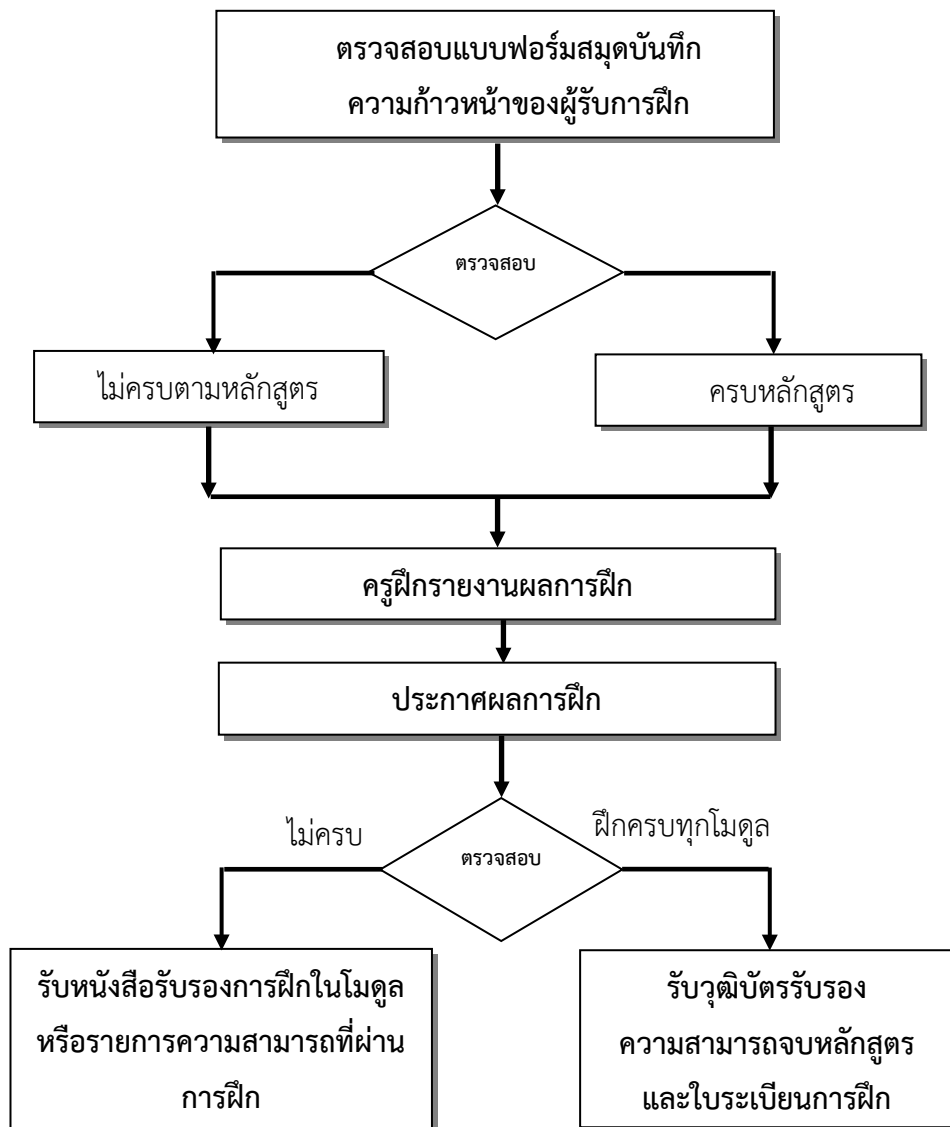 ตรวจสอบแบบฟอร์มสมุดบันทึก
ความก้าวหน้าของผู้รับการฝึก
ตรวจสอบ
ไม่ครบตามหลักสูตร
ครบหลักสูตร
ครูฝึกรายงานผลการฝึก
ประกาศผลการฝึก
ไม่ครบ
ฝึกครบทุกโมดูล
ตรวจสอบ
รับหนังสือรับรองการฝึกในโมดูล
หรือรายการความสามารถที่ผ่าน
การฝึก
รับวุฒิบัตรรับรอง
ความสามารถจบหลักสูตร
และใบระเบียนการฝึก